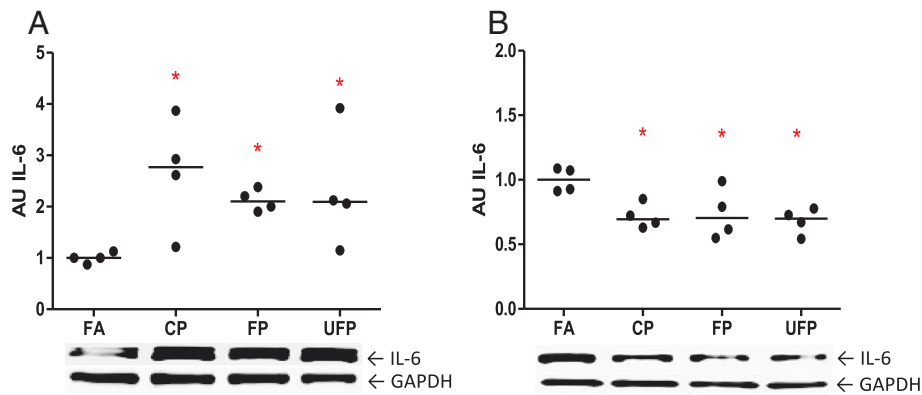 A
AU IL-6
5
*
*
4
*
3
2
1
0
FA CP FP UFP
← IL-6
← GAPDH
B
AU IL-6
2.0
1.5
* * *
1.0
0.5
0.0
FA CP FP UFP
← IL-6
← GAPDH